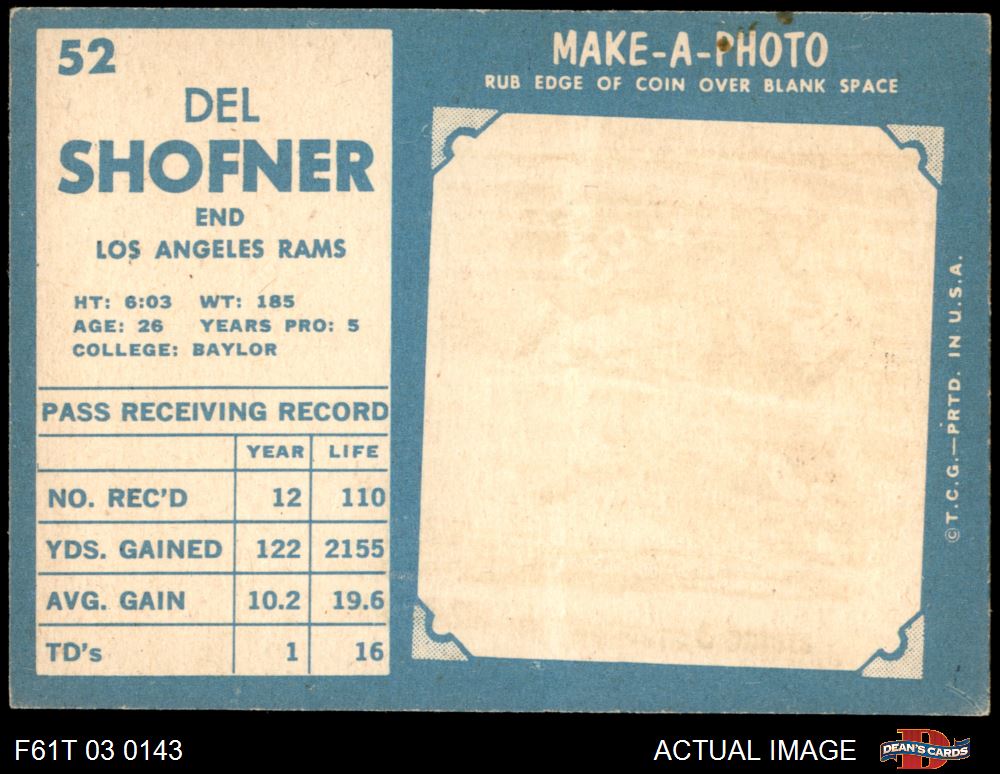 52
DEL
SHOFNER
END
LOS ANGELES RAMS
HT: 6:03 WT: 185
AGE: 26 YEARS PRO: 5
COLLEGE: BAYLOR
PASS RECEIVING RECORD
YEAR LIFE
NO. REC'D 12 110
YDS. GAINED 122 2155
AVG. GAIN 10.2 19.6
TD's 1 16
MAKE-A-PHOTO
RUB EDGE OF COIN OVER BLANK SPACE
© T.C.G.—PRTD. IN U.S.A.
F61T 03 0143
ACTUAL IMAGE
DEAN'S CARDS